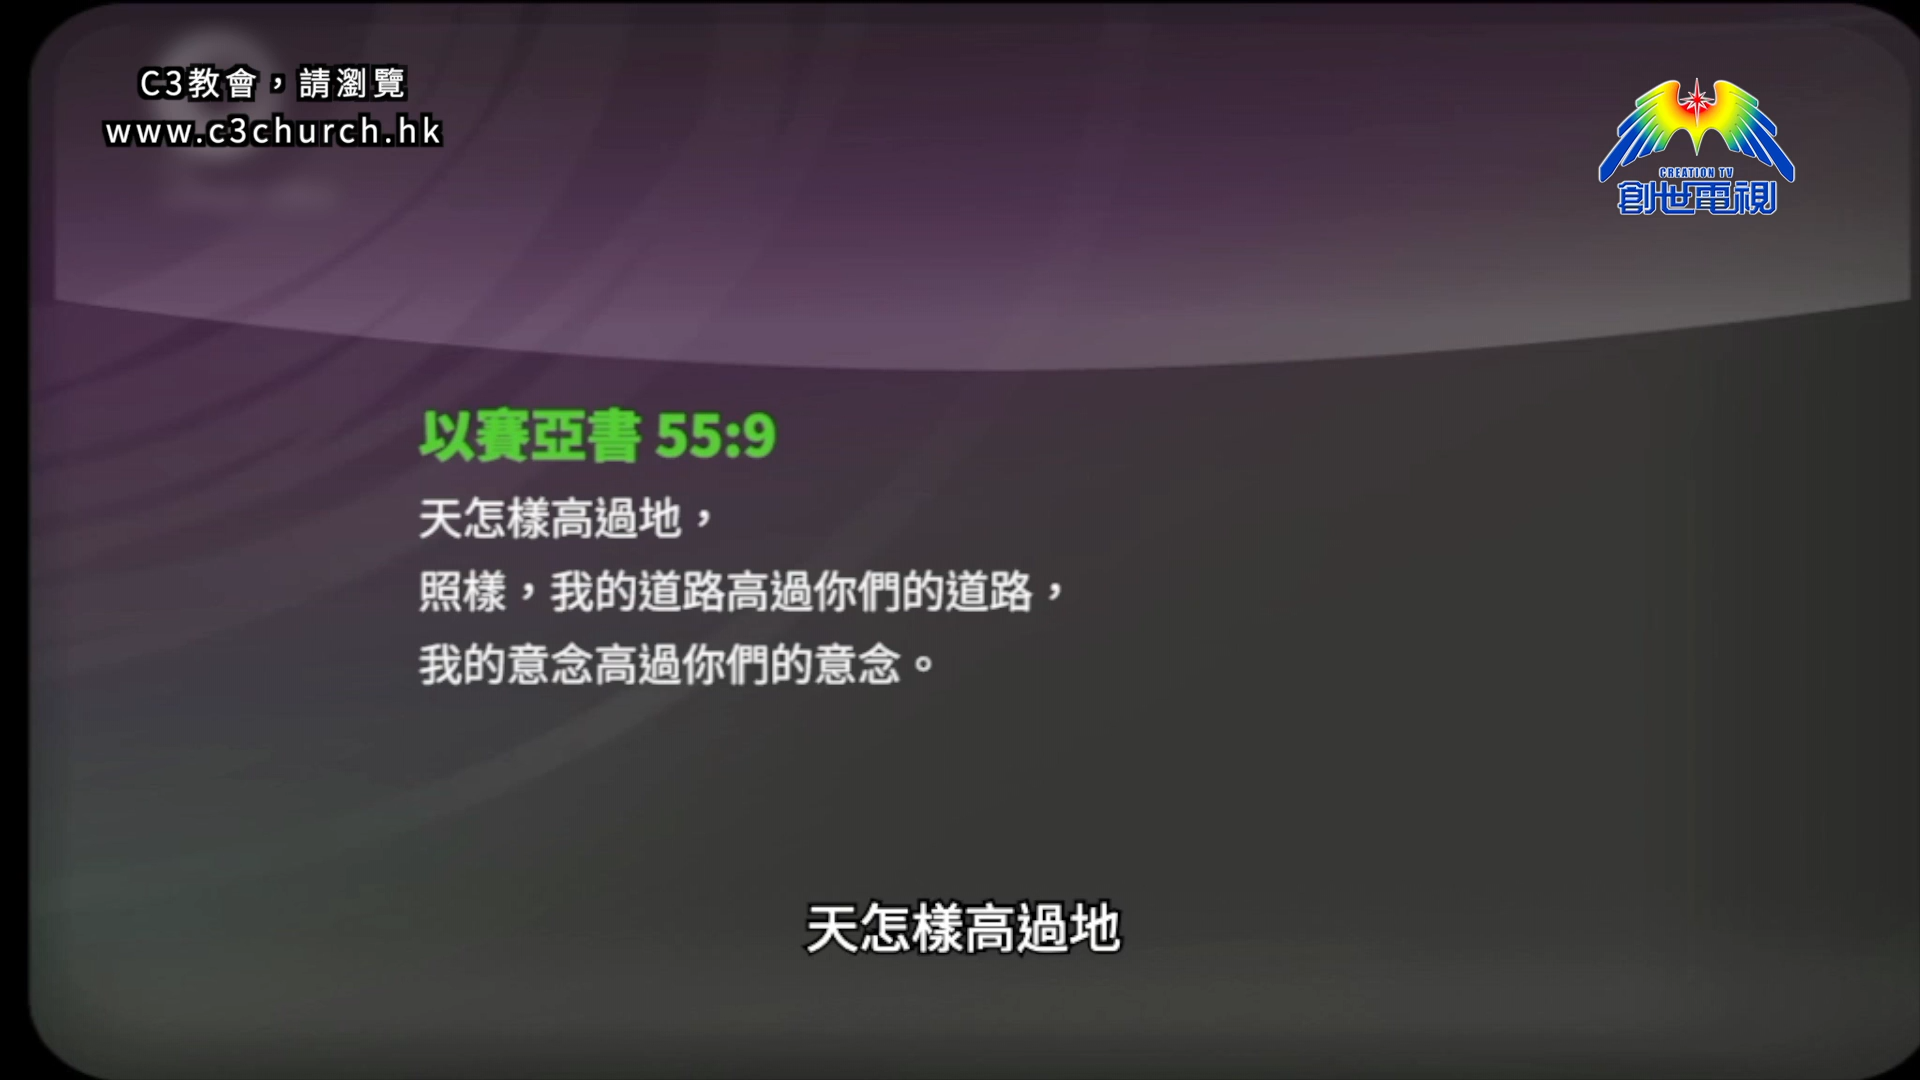 C3教會，請瀏覽
www.c3church.hk
CREATION TV
創世電視
以賽亞書 55:9
天怎樣高過地，
照樣，我的道路高過你們的道路，
我的意念高過你們的意念。
天怎樣高過地